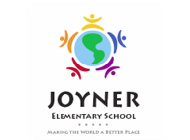 JOYNER
ELEMENTARY SCHOOL
MAKING THE WORLD A BETTER PLACE